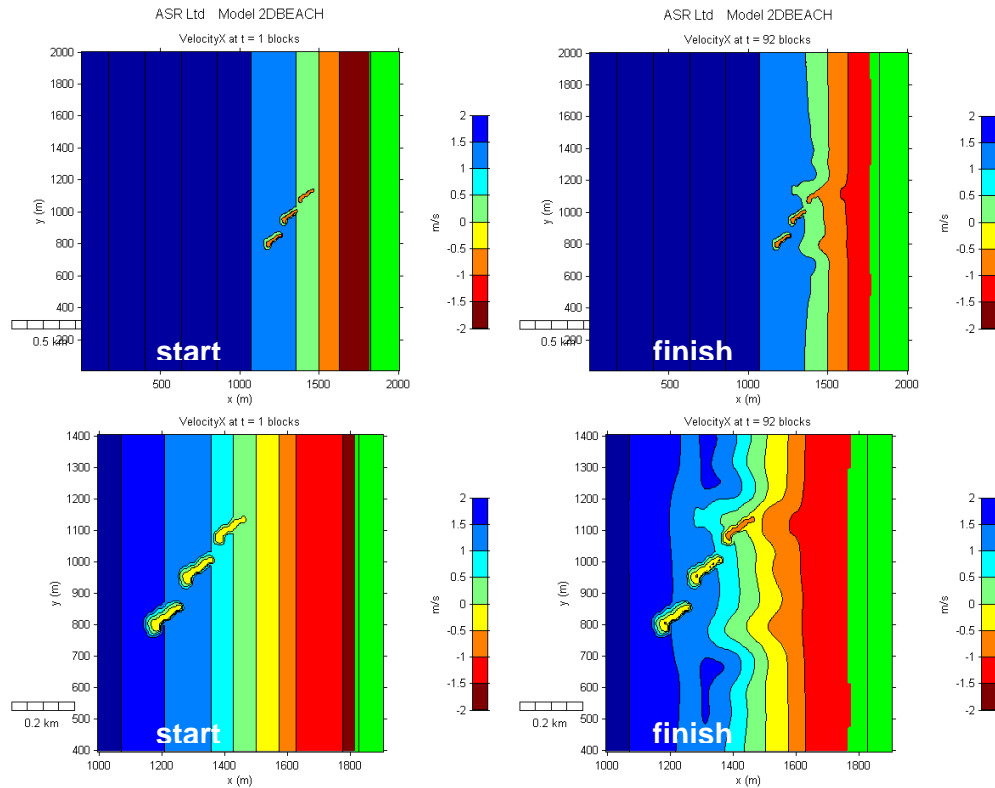 ASR Ltd Model 2DBEACH
VelocityX at t = 1 blocks
2000
1800
1600
1400
1200
1000
800
600
400
200
y (m)
0.5 km
start
500 1000 1500 2000
x (m)
2
1.5
1
0.5
0
-0.5
-1
-1.5
-2
m/s
ASR Ltd Model 2DBEACH
VelocityX at t = 92 blocks
2000
1800
1600
1400
1200
1000
800
600
400
200
y (m)
0.5 km
finish
500 1000 1500 2000
x (m)
2
1.5
1
0.5
0
-0.5
-1
-1.5
-2
m/s
VelocityX at t = 1 blocks
1400
1300
1200
1100
1000
900
800
700
600
500
400
y (m)
0.2 km
start
1000 1200 1400 1600 1800
x (m)
2
1.5
1
0.5
0
-0.5
-1
-1.5
-2
m/s
VelocityX at t = 92 blocks
1400
1300
1200
1100
1000
900
800
700
600
500
400
y (m)
0.2 km
finish
1000 1200 1400 1600 1800
x (m)
2
1.5
1
0.5
0
-0.5
-1
-1.5
-2
m/s